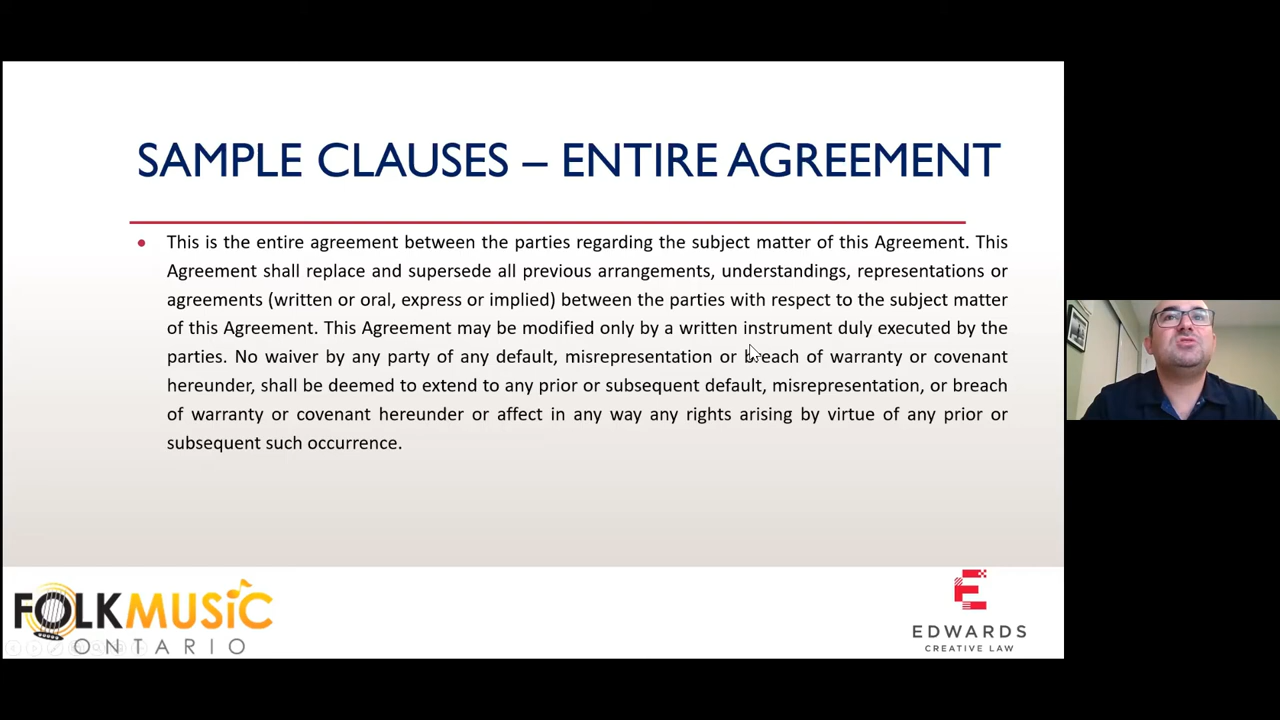 SAMPLE CLAUSES – ENTIRE AGREEMENT
• This is the entire agreement between the parties regarding the subject matter of this Agreement. This
Agreement shall replace and supersede all previous arrangements, understandings, representations or
agreements (written or oral, express or implied) between the parties with respect to the subject matter
of this Agreement. This Agreement may be modified only by a written instrument duly executed by the
parties. No waiver by any party of any default, misrepresentation or breach of warranty or covenant
hereunder, shall be deemed to extend to any prior or subsequent default, misrepresentation, or breach
of warranty or covenant hereunder or affect in any way any rights arising by virtue of any prior or
subsequent such occurrence.
FOLKMUSIC
ONTARIO
E
EDWARDS
CREATIVE LAW